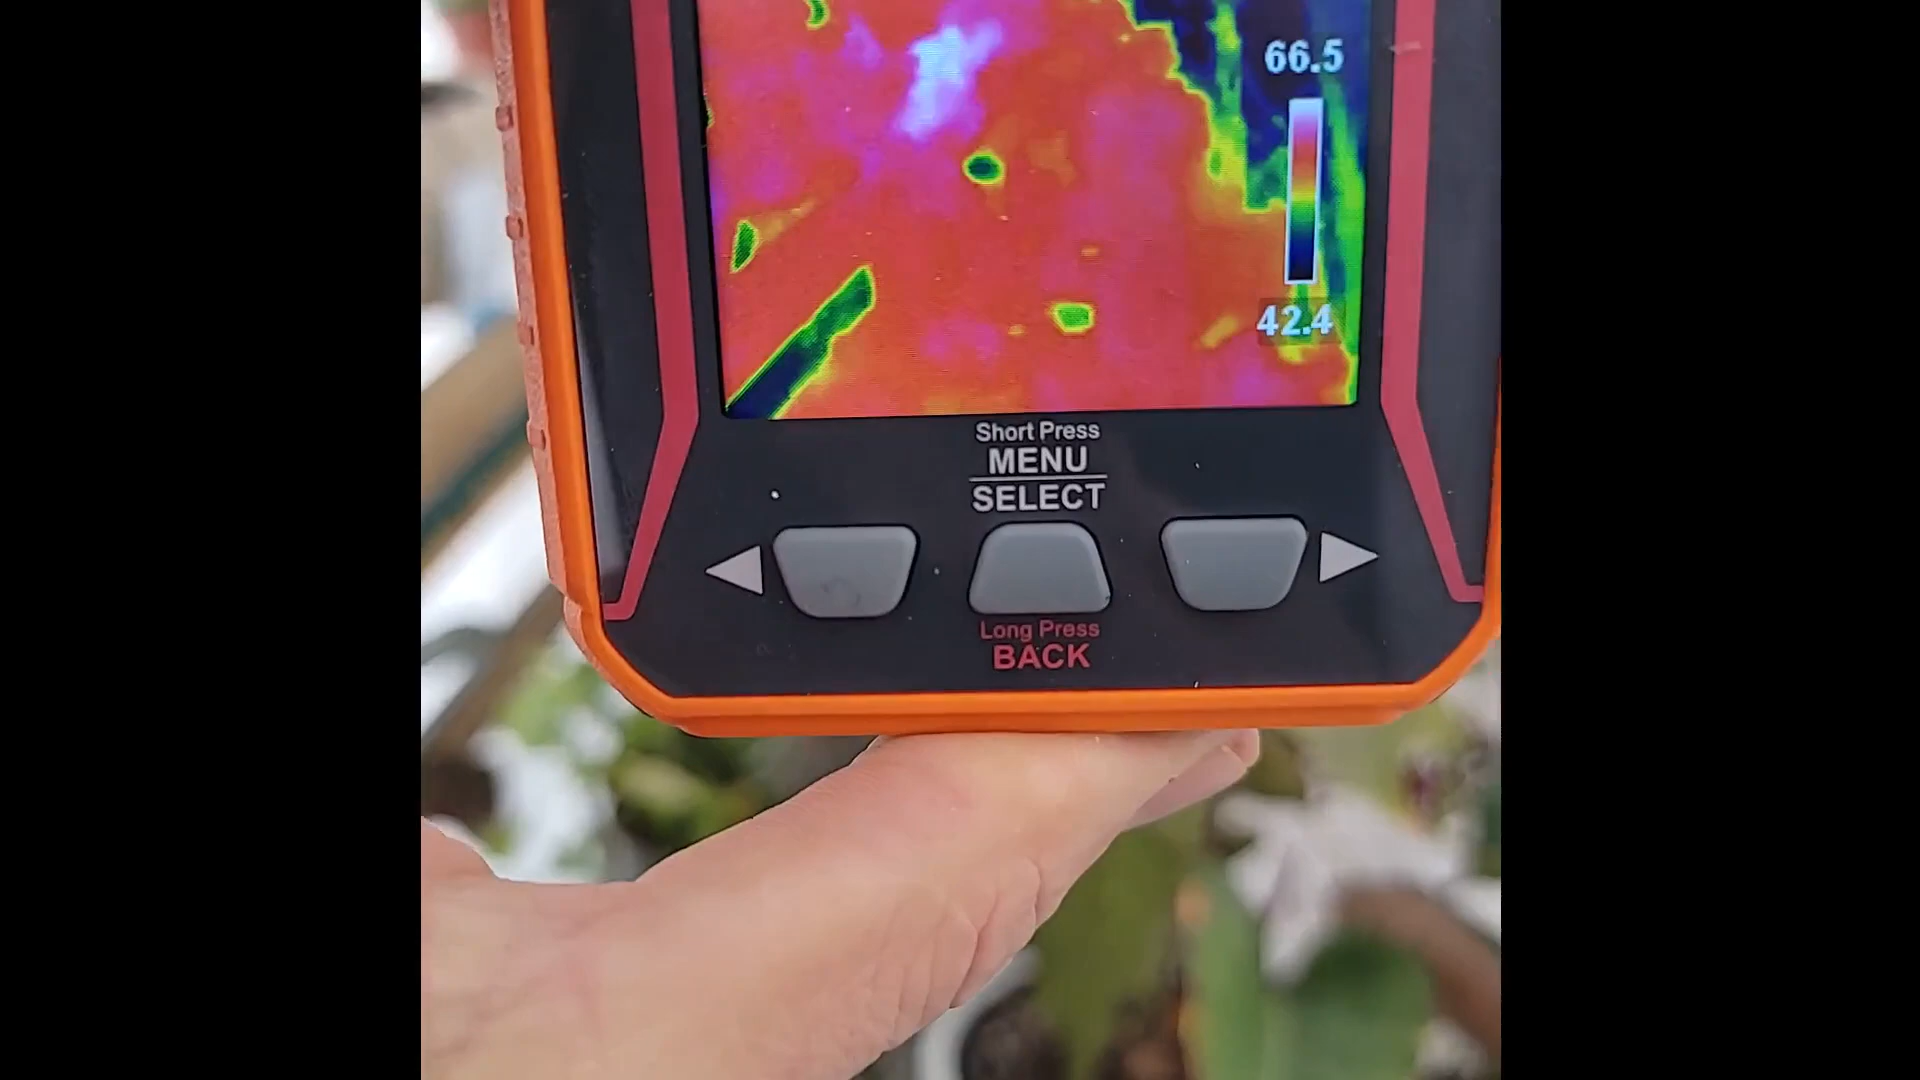 66.5
42.4
Short Press
MENU
SELECT
Long Press
BACK